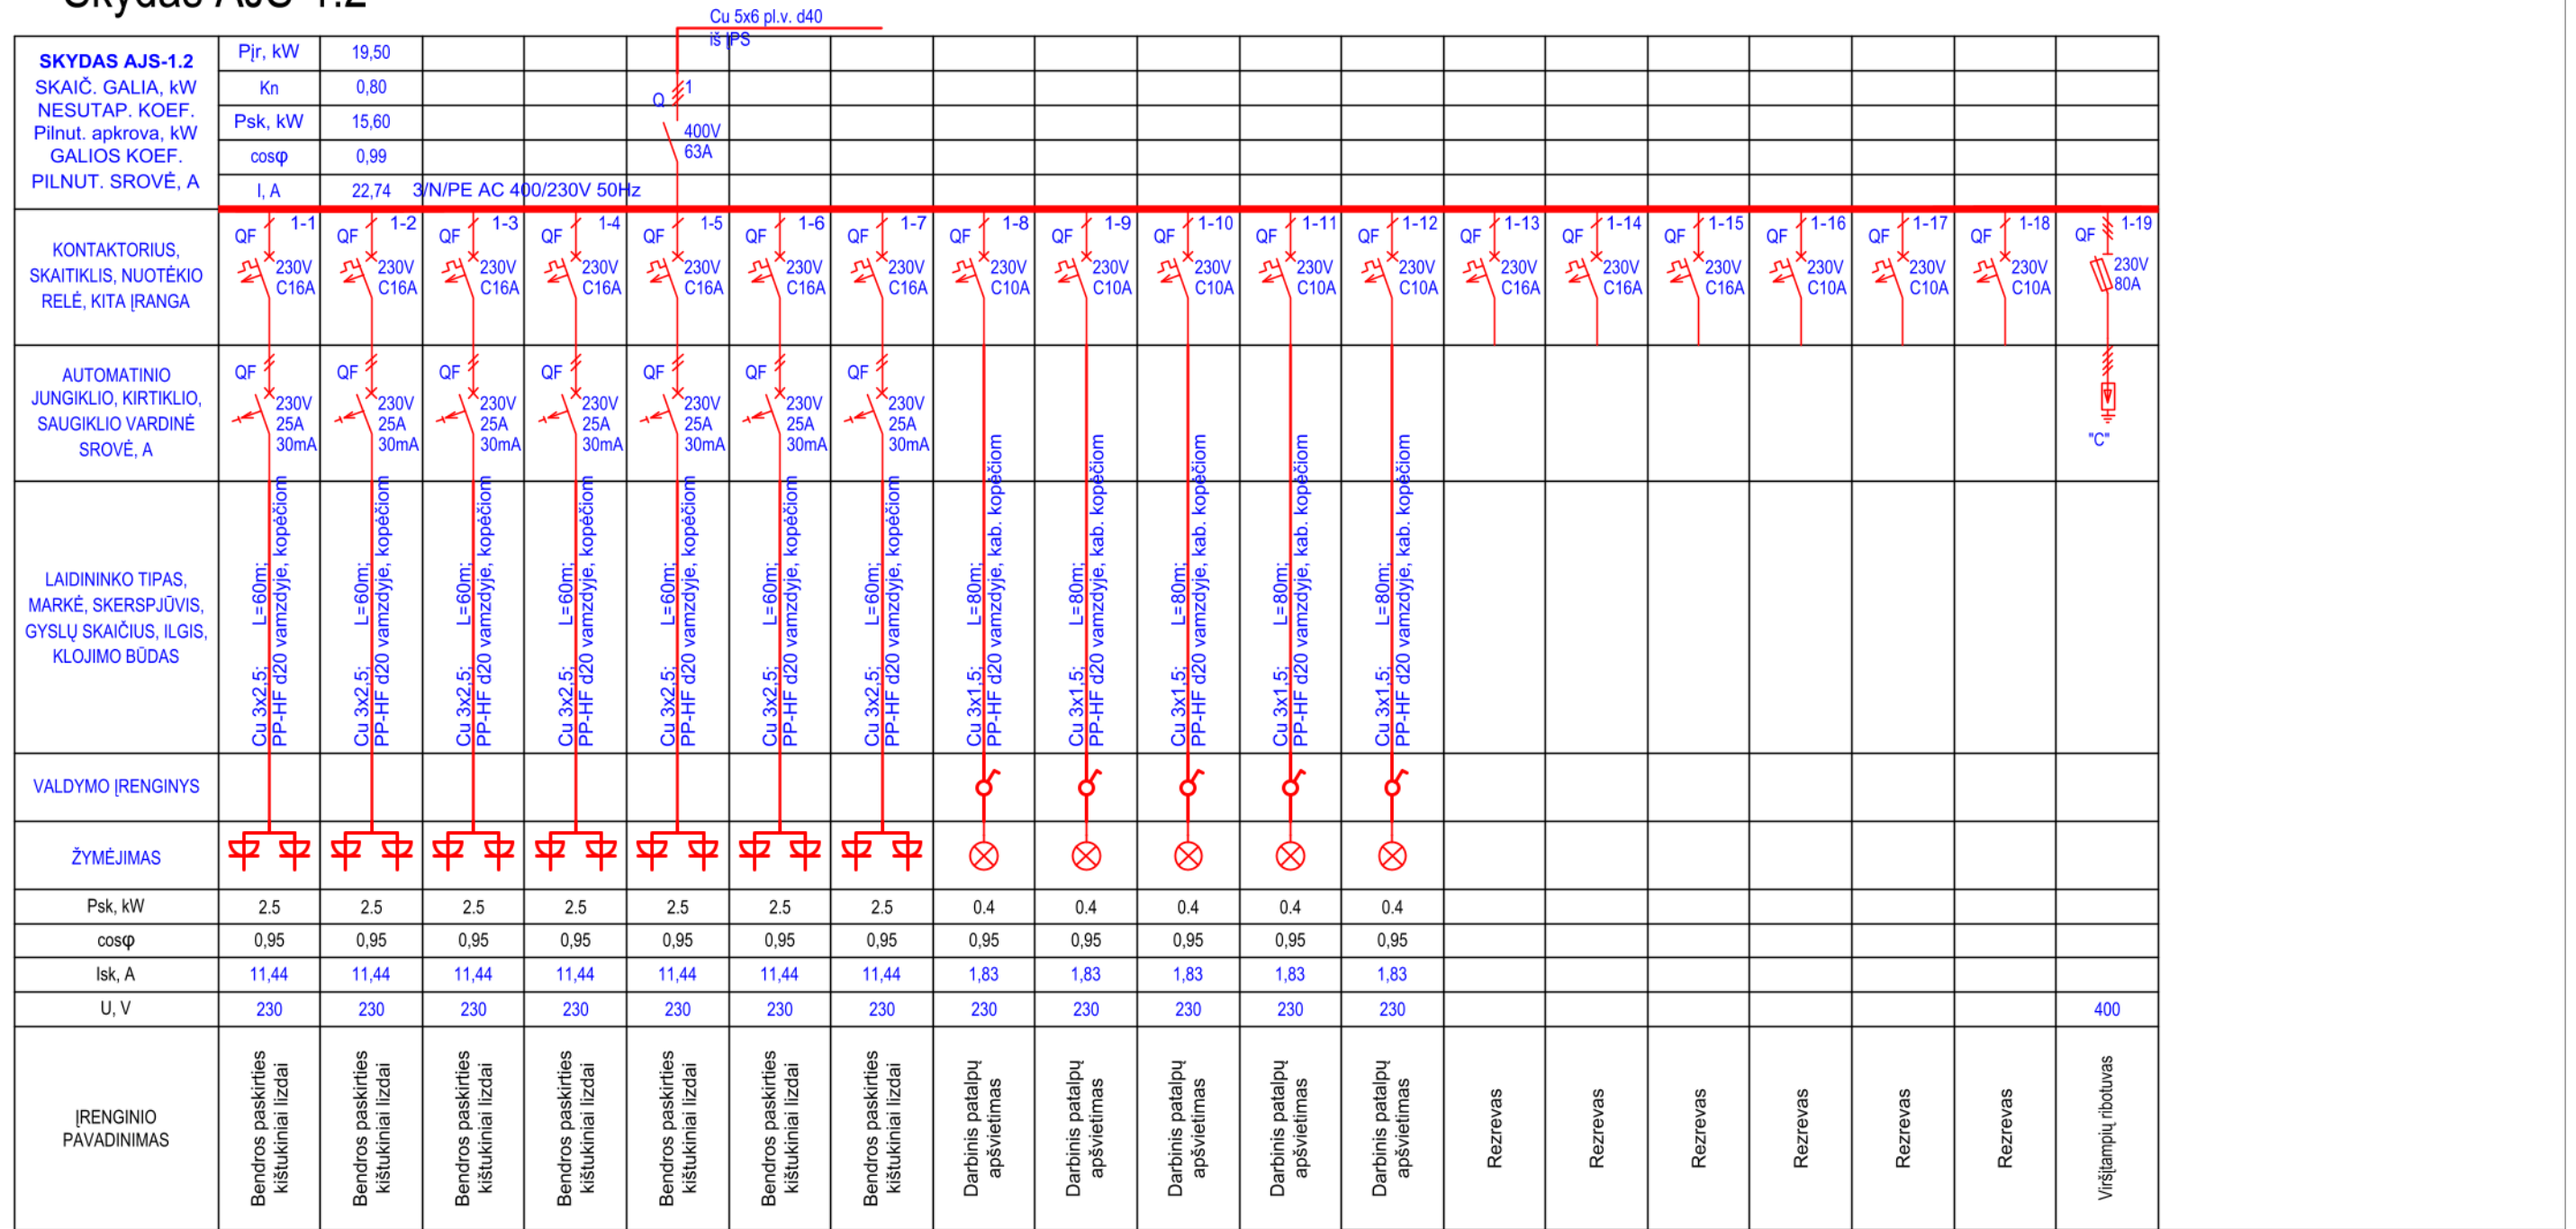 Skydas AJS-1.2
Cu 5x6 pl.v. d40
iš ĮPS
SKYDAS AJS-1.2
SKAIČ. GALIA, kW
NESUTAP. KOEF.
Pilnut. apkrova, kW
GALIOS KOEF.
PILNUT. SROVĖ, A
Pįr, kW 19,50
Kn 0,80
Psk, kW 15,60
cosφ 0,99
I, A 22,74 3/N/PE AC 400/230V 50Hz
Q 1
400V
63A
KONTAKTORIUS,
SKAITIKLIS, NUOTĖKIO
RELĖ, KITA ĮRANGA
1-1 1-2 1-3 1-4 1-5 1-6 1-7 1-8 1-9 1-10 1-11 1-12 1-13 1-14 1-15 1-16 1-17 1-18 1-19
QF QF QF QF QF QF QF QF QF QF QF QF QF QF QF QF QF QF QF
230V 230V 230V 230V 230V 230V 230V 230V 230V 230V 230V 230V 230V 230V 230V 230V 230V 230V 230V
C16A C16A C16A C16A C16A C16A C16A C10A C10A C10A C10A C10A C16A C16A C16A C10A C10A C10A 80A
AUTOMATINIO
JUNGIKLIO, KIRTIKLIO,
SAUGIKLIO VARDINĖ
SROVĖ, A
QF QF QF QF QF QF QF
230V 230V 230V 230V 230V 230V 230V
25A 25A 25A 25A 25A 25A 25A
30mA 30mA 30mA 30mA 30mA 30mA 30mA
"C"
LAIDININKO TIPAS,
MARKĖ, SKERSPJŪVIS,
GYSLŲ SKAIČIUS, ILGIS,
KLOJIMO BŪDAS
Cu 3x2,5; L=60m;
PP-HF d20 vamzdyje, kopėčiom
Cu 3x2,5; L=60m;
PP-HF d20 vamzdyje, kopėčiom
Cu 3x2,5; L=60m;
PP-HF d20 vamzdyje, kopėčiom
Cu 3x2,5; L=60m;
PP-HF d20 vamzdyje, kopėčiom
Cu 3x2,5; L=60m;
PP-HF d20 vamzdyje, kopėčiom
Cu 3x2,5; L=60m;
PP-HF d20 vamzdyje, kopėčiom
Cu 3x2,5; L=60m;
PP-HF d20 vamzdyje, kopėčiom
Cu 3x1,5; L=80m;
PP-HF d20 vamzdyje, kab. kopėčiom
Cu 3x1,5; L=80m;
PP-HF d20 vamzdyje, kab. kopėčiom
Cu 3x1,5; L=80m;
PP-HF d20 vamzdyje, kab. kopėčiom
Cu 3x1,5; L=80m;
PP-HF d20 vamzdyje, kab. kopėčiom
Cu 3x1,5; L=80m;
PP-HF d20 vamzdyje, kab. kopėčiom
VALDYMO ĮRENGINYS
ŽYMĖJIMAS
Psk, kW 2.5 2.5 2.5 2.5 2.5 2.5 2.5 0.4 0.4 0.4 0.4 0.4
cosφ 0,95 0,95 0,95 0,95 0,95 0,95 0,95 0,95 0,95 0,95 0,95 0,95
Isk, A 11,44 11,44 11,44 11,44 11,44 11,44 11,44 1,83 1,83 1,83 1,83 1,83
U, V 230 230 230 230 230 230 230 230 230 230 230 230 400
ĮRENGINIO
PAVADINIMAS
Bendros paskirties
kištukiniai lizdai
Bendros paskirties
kištukiniai lizdai
Bendros paskirties
kištukiniai lizdai
Bendros paskirties
kištukiniai lizdai
Bendros paskirties
kištukiniai lizdai
Bendros paskirties
kištukiniai lizdai
Bendros paskirties
kištukiniai lizdai
Darbinis patalpų
apšvietimas
Darbinis patalpų
apšvietimas
Darbinis patalpų
apšvietimas
Darbinis patalpų
apšvietimas
Darbinis patalpų
apšvietimas
Rezrevas
Rezrevas
Rezrevas
Rezrevas
Rezrevas
Rezrevas
Viršįtampių ribotuvas